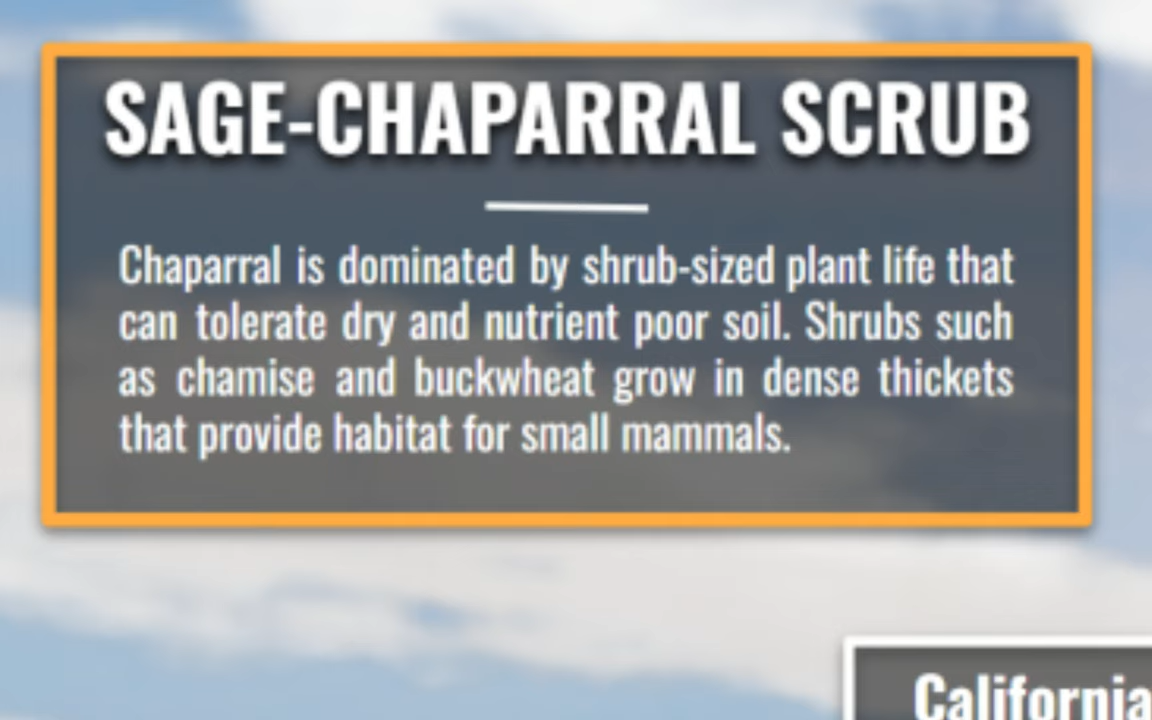 SAGE-CHAPARRAL SCRUB
Chaparral is dominated by shrub-sized plant life that
can tolerate dry and nutrient poor soil. Shrubs such
as chamise and buckwheat grow in dense thickets
that provide habitat for small mammals.
California